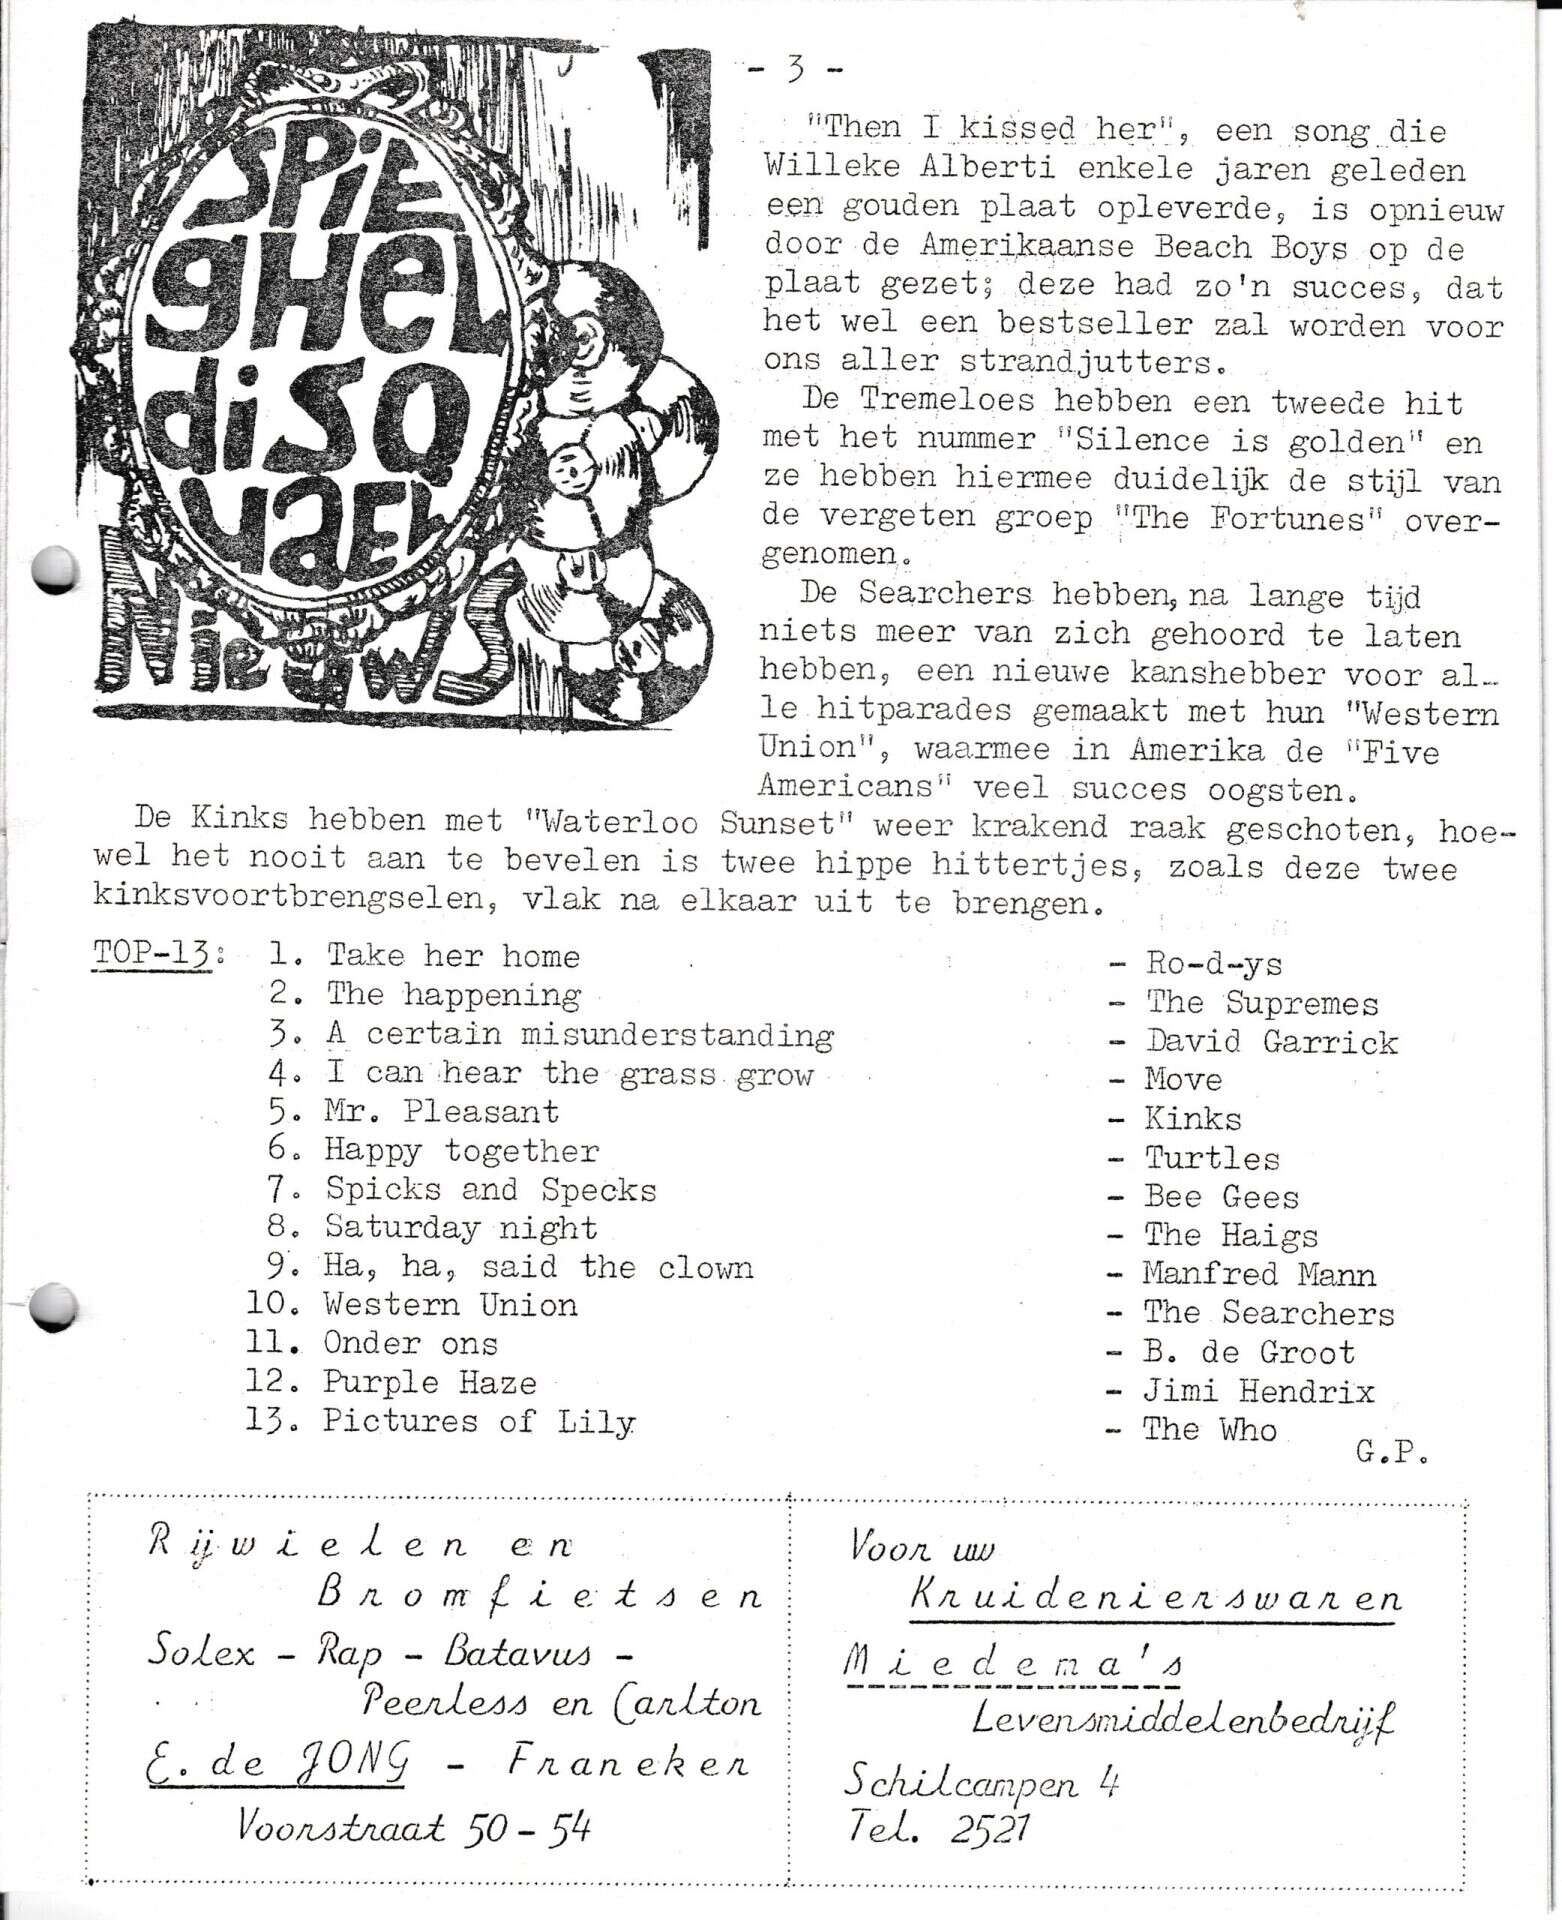 SPiE
gHEL
diSQ
uaEL
NieuwS
- 3 -
"Then I kissed her", een song die
Willeke Alberti enkele jaren geleden
een gouden plaat opleverde, is opnieuw
door de Amerikaanse Beach Boys op de
plaat gezet; deze had zo'n succes, dat
het wel een bestseller zal worden voor
ons aller strandjutters.
De Tremeloes hebben een tweede hit
met het nummer "Silence is golden" en
ze hebben hiermee duidelijk de stijl van
de vergeten groep "The Fortunes" over-
genomen.
De Searchers hebben, na lange tijd
niets meer van zich gehoord te laten
hebben, een nieuwe kanshebber voor al-
le hitparades gemaakt met hun "Western
Union", waarmee in Amerika de "Five
Americans" veel succes oogsten.
De Kinks hebben met "Waterloo Sunset" weer krakend raak geschoten, hoe-
wel het nooit aan te bevelen is twee hippe hittertjes, zoals deze twee
kinksvoortbrengselen, vlak na elkaar uit te brengen.
TOP-13: 1. Take her home - Ro-d-ys
2. The happening - The Supremes
3. A certain misunderstanding - David Garrick
4. I can hear the grass grow - Move
5. Mr. Pleasant - Kinks
6. Happy together - Turtles
7. Spicks and Specks - Bee Gees
8. Saturday night - The Haigs
9. Ha, ha, said the clown - Manfred Mann
10. Western Union - The Searchers
11. Onder ons - B. de Groot
12. Purple Haze - Jimi Hendrix
13. Pictures of Lily - The Who
G.P.
Rijwielen en
Bromfietsen
Solex - Rap - Batavus -
Peerless en Carlton
E. de JONG - Franeker
Voorstraat 50 - 54
Voor uw
Kruidenierswaren
Miedema's
Levensmiddelenbedrijf
Schilcampen 4
Tel. 2521